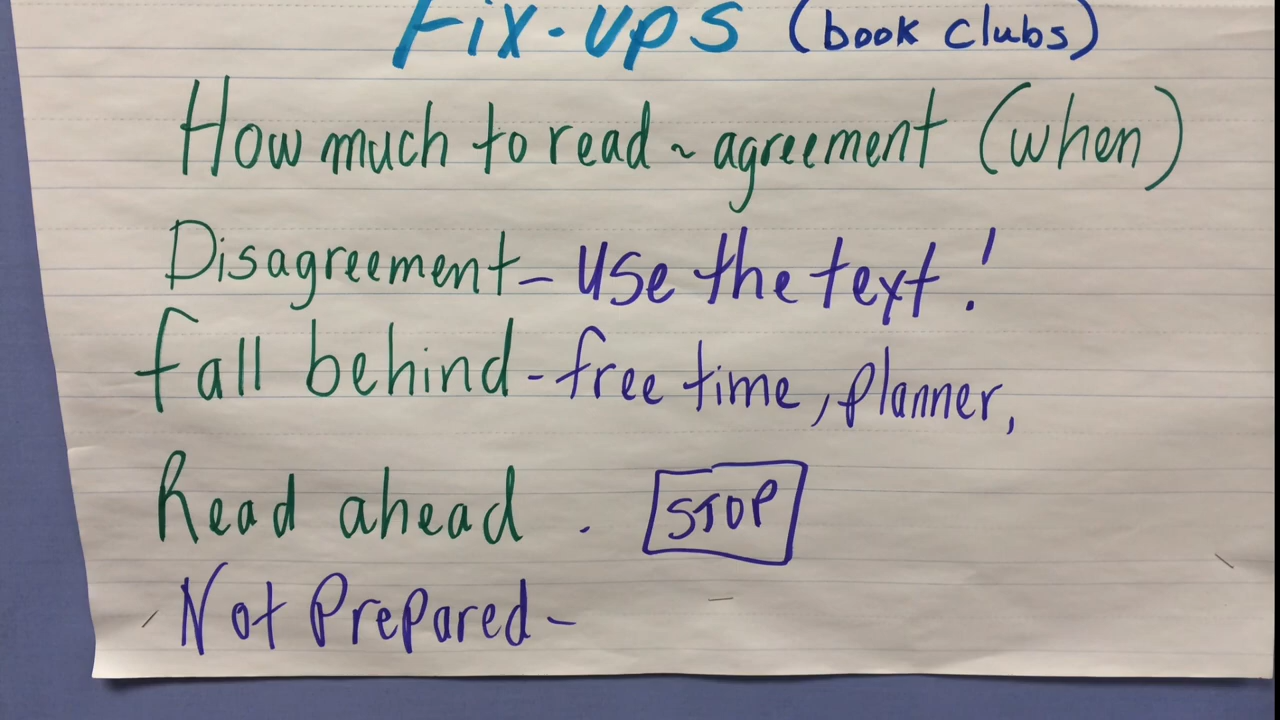 Fix-ups (book clubs)
How much to read ~ agreement (when)
Disagreement - use the text!
fall behind - free time, planner,
Read ahead . STOP
Not Prepared -